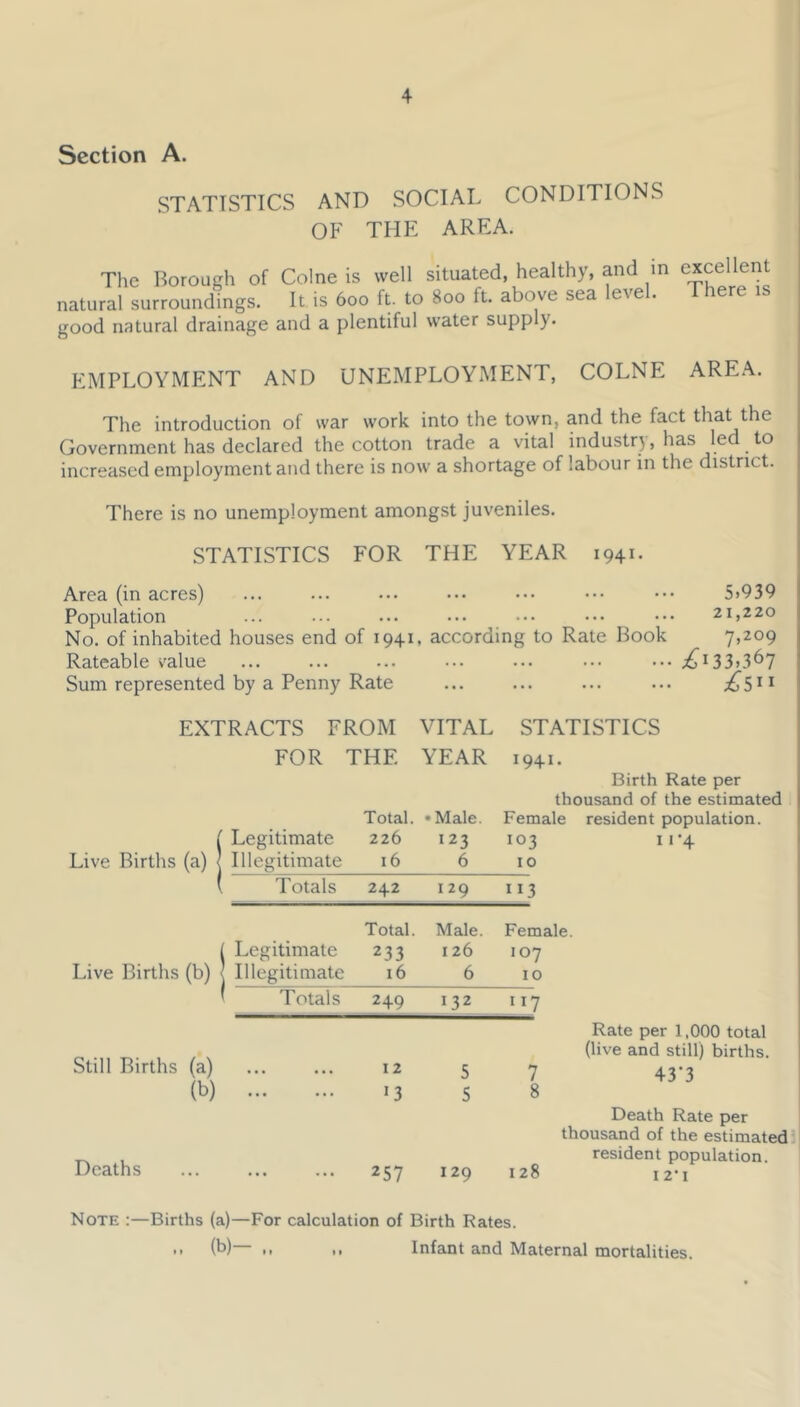 4
Section A.
STATISTICS AND SOCIAL CONDITIONS
OF THE AREA.
The Borough of Colne is well situated, healthy, and in excellent
natural surroundings. It is 600 ft. to 800 ft. above sea level. There is
good natural drainage and a plentiful water supply.
EMPLOYMENT AND UNEMPLOYMENT, COLNE AREA.
The introduction of war work into the town, and the fact that the
Government has declared the cotton trade a vital industry, has led to
increased employment and there is now a shortage of labour in the district.
There is no unemployment amongst juveniles.
STATISTICS FOR THE YEAR 1941.
Area (in acres) ... ... ... ... ... ... ... 5,939
Population ... ... ... ... ... ... ... 21,220
No. of inhabited houses end of 1941, according to Rate Book 7,209
Rateable value ... ... ... ... ... ... ... £133,367
Sum represented by a Penny Rate ... ... ... ... £511
EXTRACTS FROM VITAL STATISTICS
FOR THE YEAR 1941.
Birth Rate per
thousand of the estimated
Total. Male. Female resident population.
Legitimate 226 123 103 11·4
Live Births (a) Illegitimate 16 6 10
Totals 242 129 113
Total. Male. Female.
Legitimate 233 126 107
Live Births (b) Illegitimate 16 6 10
Totals 249 132 117
Rate per 1,000 total
(live and still) births.
Still Births (a) ... ... 12 5 7 43·3
(b) ... ... 13 5 8
Death Rate per
thousand of the estimated
resident population.
Deaths ... ... ... 257 129 128 12·1
NOTE :—Births (a)—For calculation of Birth Rates.
,, (b)— ,, ,, Infant and Maternal mortalities.